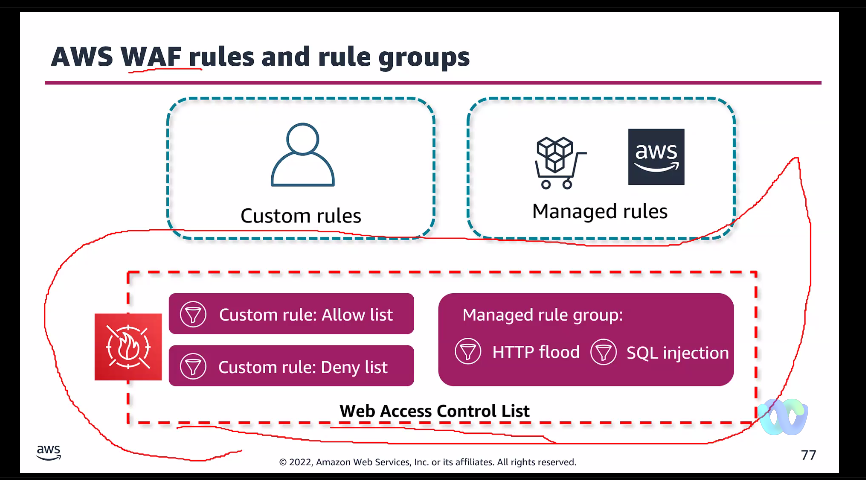 AWS WAF rules and rule groups
aws
Custom rules
Managed rules
Custom rule: Allow list
Managed rule group:
HTTP flood
SQL injection
Custom rule: Deny list
Web Access Control List
aws
© 2022, Amazon Web Services, Inc. or its affiliates. All rights reserved.
77